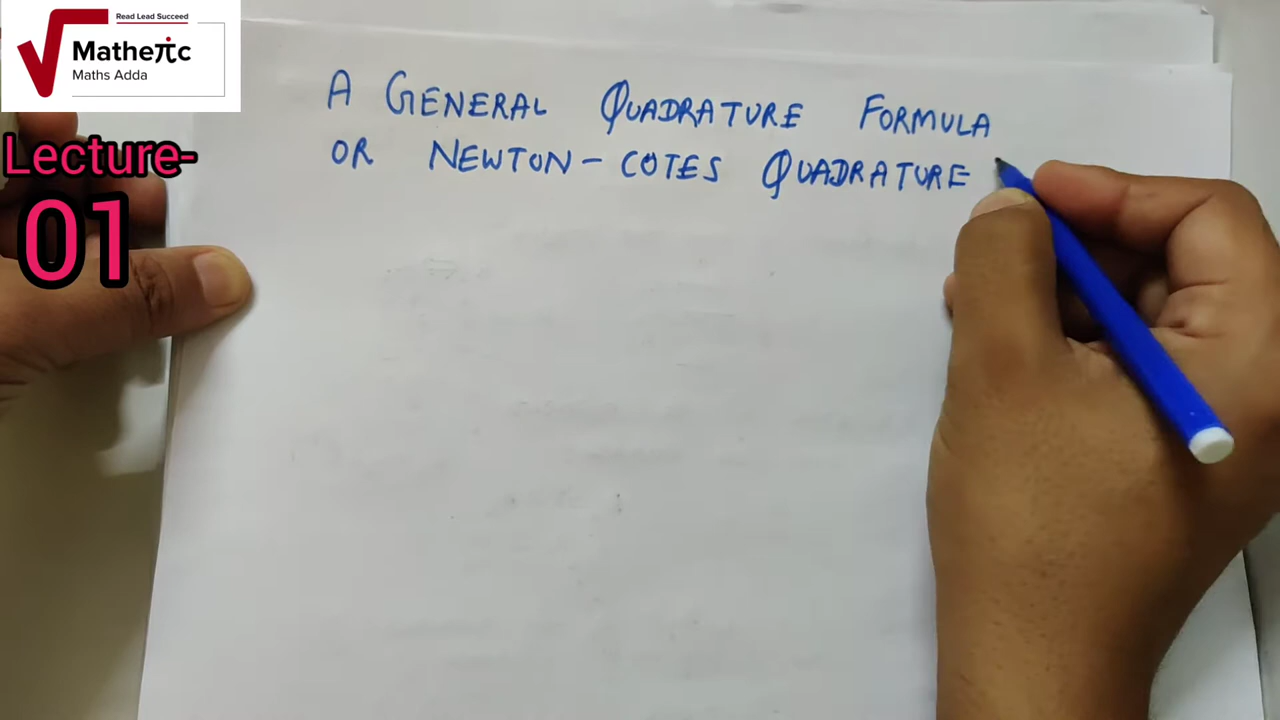 Read Lead Succeed
Matheπc
Maths Adda
Lecture-
01
A GENERAL QUADRATURE FORMULA
OR NEWTON-COTES QUADRATURE